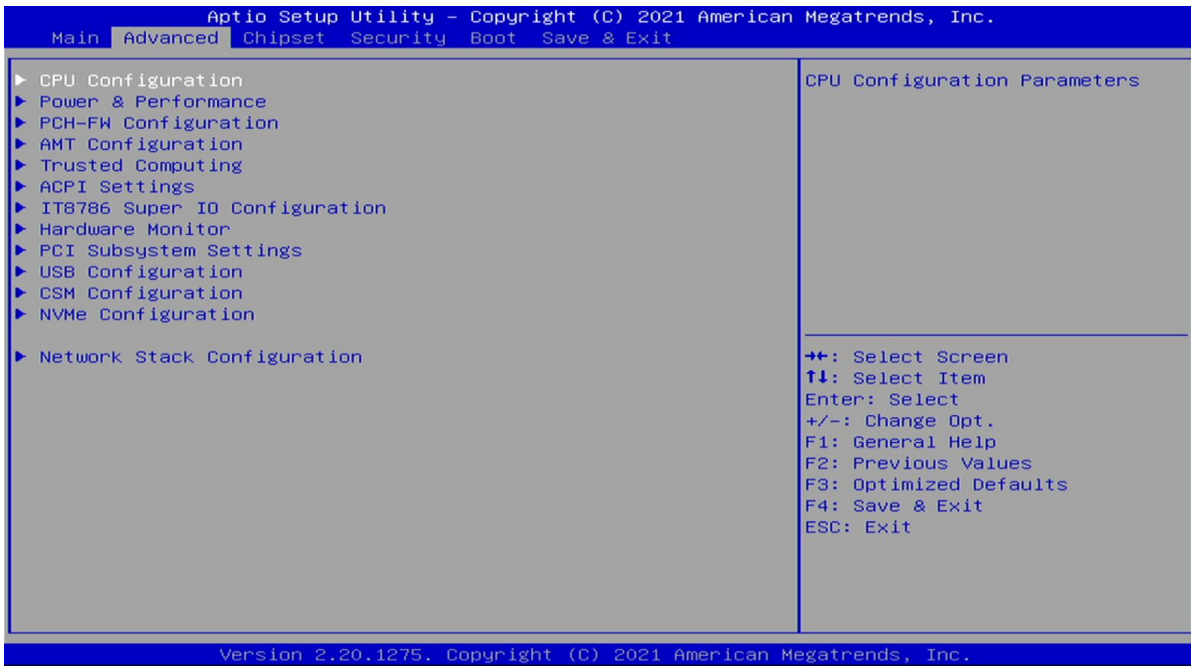 Aptio Setup Utility – Copyright (C) 2021 American Megatrends, Inc.
Main Advanced Chipset Security Boot Save & Exit
▶ CPU Configuration
▶ Power & Performance
▶ PCH-FW Configuration
▶ AMT Configuration
▶ Trusted Computing
▶ ACPI Settings
▶ IT8786 Super IO Configuration
▶ Hardware Monitor
▶ PCI Subsystem Settings
▶ USB Configuration
▶ CSM Configuration
▶ NVMe Configuration
▶ Network Stack Configuration
CPU Configuration Parameters
→←: Select Screen
↑↓: Select Item
Enter: Select
+/-: Change Opt.
F1: General Help
F2: Previous Values
F3: Optimized Defaults
F4: Save & Exit
ESC: Exit
Version 2.20.1275. Copyright (C) 2021 American Megatrends, Inc.